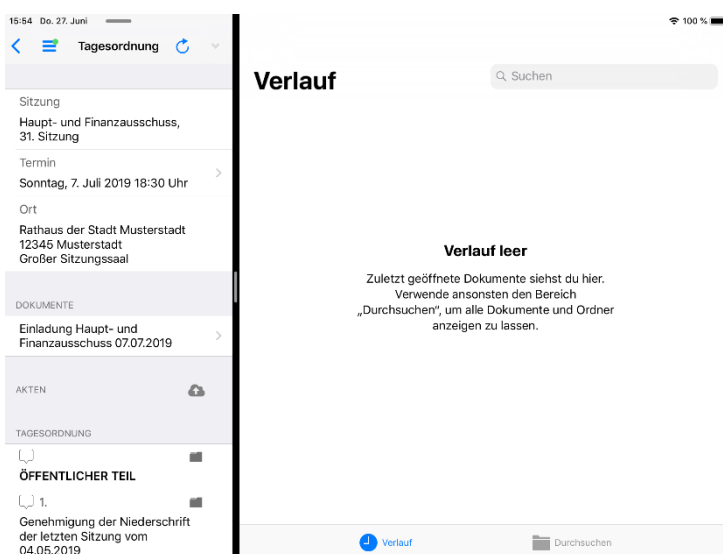 15:54 Do. 27. Juni
100 %
Tagesordnung
Sitzung
Haupt- und Finanzausschuss,
31. Sitzung
Termin
Sonntag, 7. Juli 2019 18:30 Uhr
Ort
Rathaus der Stadt Musterstadt
12345 Musterstadt
Großer Sitzungssaal
DOKUMENTE
Einladung Haupt- und
Finanzausschuss 07.07.2019
AKTEN
TAGESORDNUNG
ÖFFENTLICHER TEIL
1.
Genehmigung der Niederschrift
der letzten Sitzung vom
04.05.2019
Verlauf
Suchen
Verlauf leer
Zuletzt geöffnete Dokumente siehst du hier.
Verwende ansonsten den Bereich
„Durchsuchen“, um alle Dokumente und Ordner
anzeigen zu lassen.
Verlauf
Durchsuchen